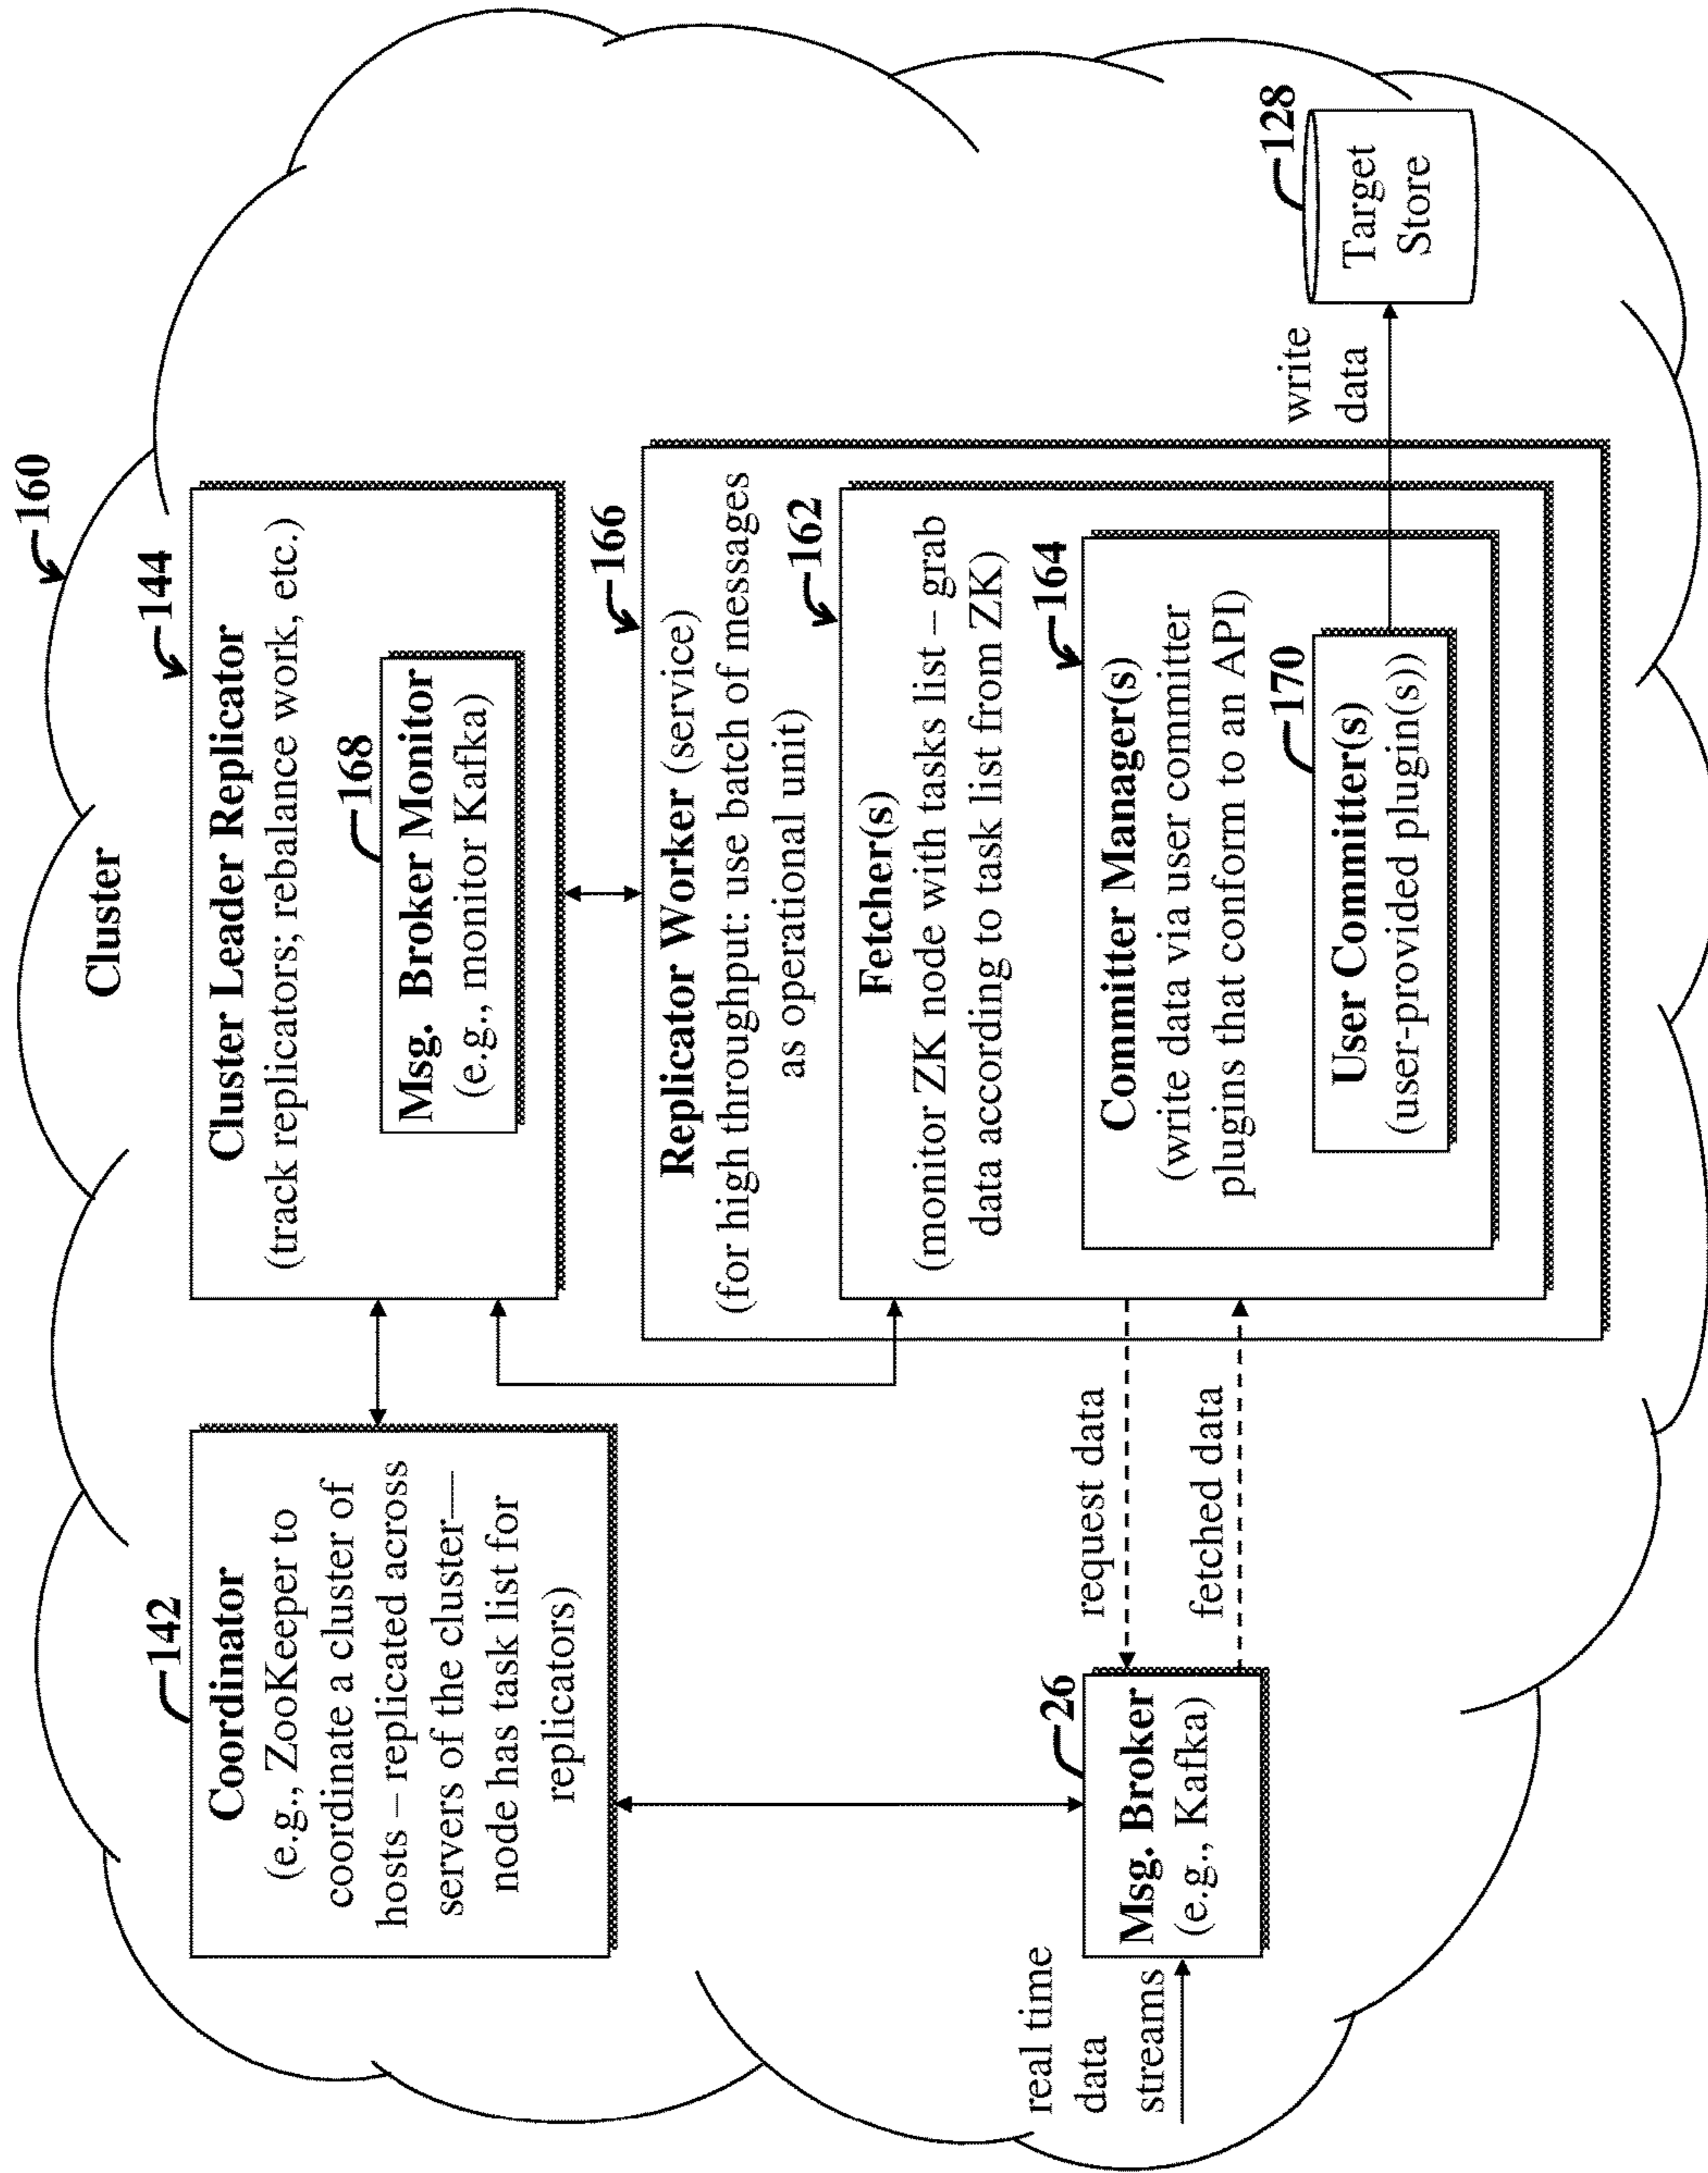 160
Cluster
142
Coordinator
(e.g., ZooKeeper to
coordinate a cluster of
hosts – replicated across
servers of the cluster—
node has task list for
replicators)
144
Cluster Leader Replicator
(track replicators; rebalance work, etc.)
168
Msg. Broker Monitor
(e.g., monitor Kafka)
166
Replicator Worker (service)
(for high throughput: use batch of messages
as operational unit)
162
Fetcher(s)
(monitor ZK node with tasks list – grab
data according to task list from ZK)
164
Committer Manager(s)
(write data via user committer
plugins that conform to an API)
170
User Committer(s)
(user-provided plugin(s))
request data
fetched data
26
Msg. Broker
(e.g., Kafka)
real time
data
streams
write
data
128
Target
Store